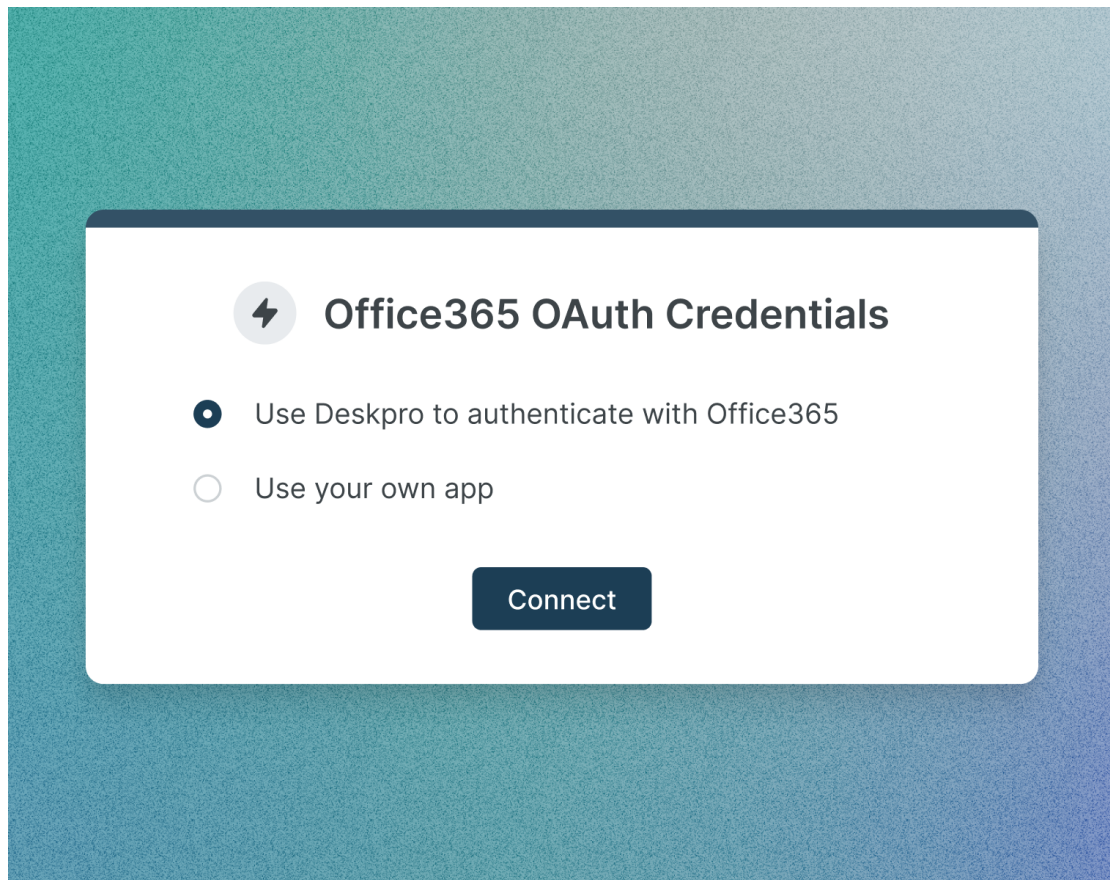 Office365 OAuth Credentials
Use Deskpro to authenticate with Office365
Use your own app
Connect